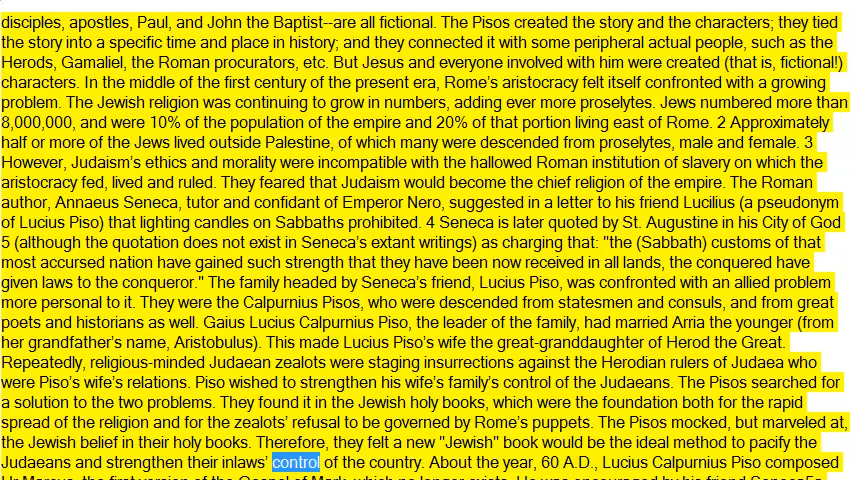 disciples, apostles, Paul, and John the Baptist--are all fictional. The Pisos created the story and the characters; they tied
the story into a specific time and place in history; and they connected it with some peripheral actual people, such as the
Herods, Gamaliel, the Roman procurators, etc. But Jesus and everyone involved with him were created (that is, fictional!)
characters. In the middle of the first century of the present era, Rome's aristocracy felt itself confronted with a growing
problem. The Jewish religion was continuing to grow in numbers, adding ever more proselytes. Jews numbered more than
8,000,000, and were 10% of the population of the empire and 20% of that portion living east of Rome. 2 Approximately
half or more of the Jews lived outside Palestine, of which many were descended from proselytes, male and female. 3
However, Judaism's ethics and morality were incompatible with the hallowed Roman institution of slavery on which the
aristocracy fed, lived and ruled. They feared that Judaism would become the chief religion of the empire. The Roman
author, Annaeus Seneca, tutor and confidant of Emperor Nero, suggested in a letter to his friend Lucilius (a pseudonym
of Lucius Piso) that lighting candles on Sabbaths prohibited. 4 Seneca is later quoted by St. Augustine in his City of God
5 (although the quotation does not exist in Seneca's extant writings) as charging that: "the (Sabbath) customs of that
most accursed nation have gained such strength that they have been now received in all lands, the conquered have
given laws to the conqueror." The family headed by Seneca's friend, Lucius Piso, was confronted with an allied problem
more personal to it. They were the Calpurnius Pisos, who were descended from statesmen and consuls, and from great
poets and historians as well. Gaius Lucius Calpurnius Piso, the leader of the family, had married Arria the younger (from
her grandfather's name, Aristobulus). This made Lucius Piso's wife the great-granddaughter of Herod the Great.
Repeatedly, religious-minded Judaean zealots were staging insurrections against the Herodian rulers of Judaea who
were Piso's wife's relations. Piso wished to strengthen his wife's family's control of the Judaeans. The Pisos searched for
a solution to the two problems. They found it in the Jewish holy books, which were the foundation both for the rapid
spread of the religion and for the zealots' refusal to be governed by Rome's puppets. The Pisos mocked, but marveled at,
the Jewish belief in their holy books. Therefore, they felt a new "Jewish" book would be the ideal method to pacify the
Judaeans and strengthen their inlaws' control of the country. About the year, 60 A.D., Lucius Calpurnius Piso composed
Ur Marcus, the first version of the Gospel of Mark, which no longer exists. He was encouraged by his friend